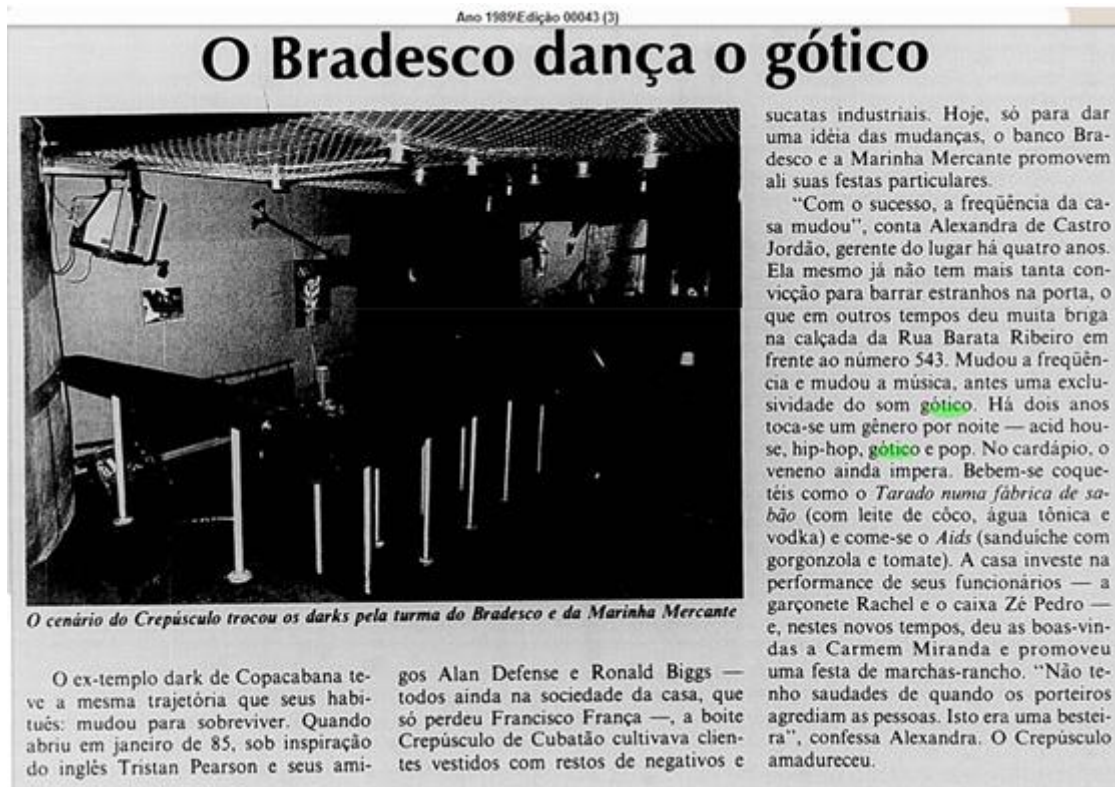 Ano 1989\Edição 00043 (3)
O Bradesco dança o gótico
O cenário do Crepúsculo trocou os darks pela turma do Bradesco e da Marinha Mercante
O ex-templo dark de Copacabana te-
ve a mesma trajetória que seus habi-
tués: mudou para sobreviver. Quando
abriu em janeiro de 85, sob inspiração
do inglês Tristan Pearson e seus ami-
gos Alan Defense e Ronald Biggs —
todos ainda na sociedade da casa, que
só perdeu Francisco França —, a boite
Crepúsculo de Cubatão cultivava clien-
tes vestidos com restos de negativos e
sucatas industriais. Hoje, só para dar
uma idéia das mudanças, o banco Bra-
desco e a Marinha Mercante promovem
ali suas festas particulares.
“Com o sucesso, a freqüência da ca-
sa mudou”, conta Alexandra de Castro
Jordão, gerente do lugar há quatro anos.
Ela mesmo já não tem mais tanta con-
vicção para barrar estranhos na porta, o
que em outros tempos deu muita briga
na calçada da Rua Barata Ribeiro em
frente ao número 543. Mudou a freqüên-
cia e mudou a música, antes uma exclu-
sividade do som gótico. Há dois anos
toca-se um gênero por noite — acid hou-
se, hip-hop, gótico e pop. No cardápio, o
veneno ainda impera. Bebem-se coque-
téis como o Tarado numa fábrica de sa-
bão (com leite de côco, água tônica e
vodka) e come-se o Aids (sanduíche com
gorgonzola e tomate). A casa investe na
performance de seus funcionários — a
garçonete Rachel e o caixa Zé Pedro —
e, nestes novos tempos, deu as boas-vin-
das a Carmem Miranda e promoveu
uma festa de marchas-rancho. “Não te-
nho saudades de quando os porteiros
agrediam as pessoas. Isto era uma bestei-
ra”, confessa Alexandra. O Crepúsculo
amadureceu.